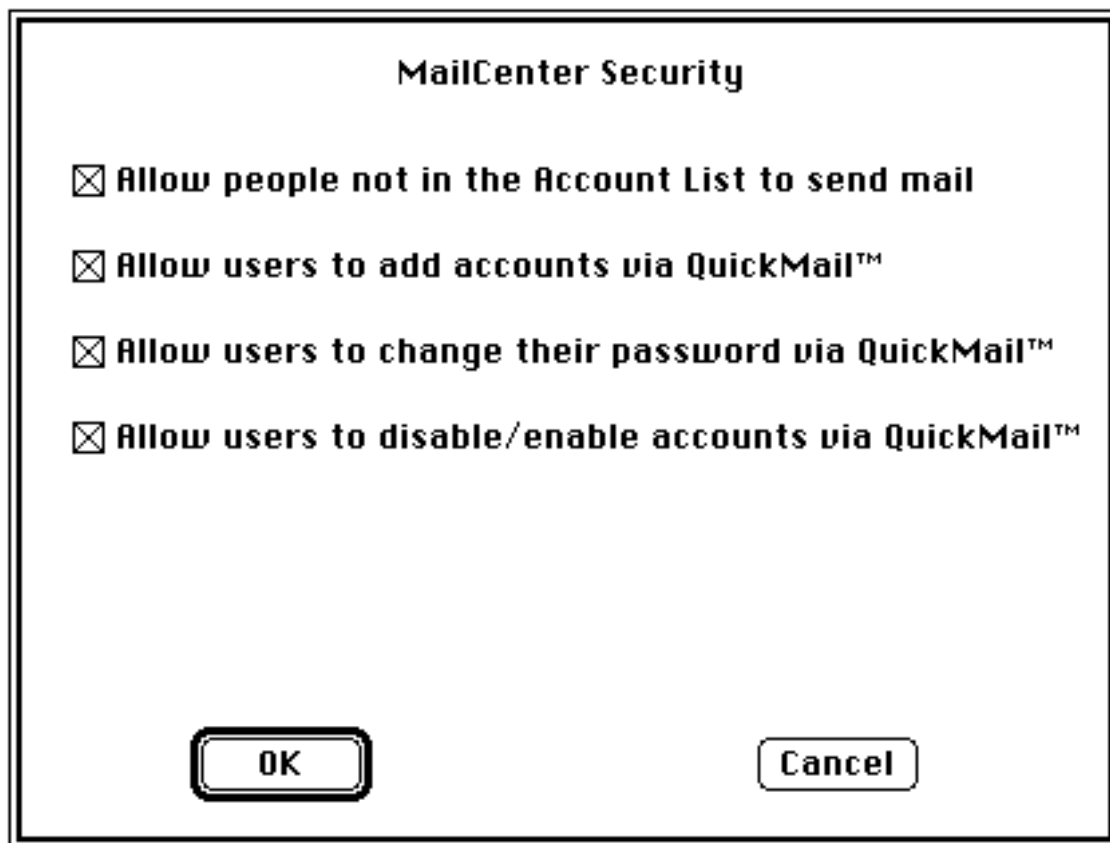 MailCenter Security
Allow people not in the Account List to send mail
Allow users to add accounts via QuickMail™
Allow users to change their password via QuickMail™
Allow users to disable/enable accounts via QuickMail™
OK
Cancel